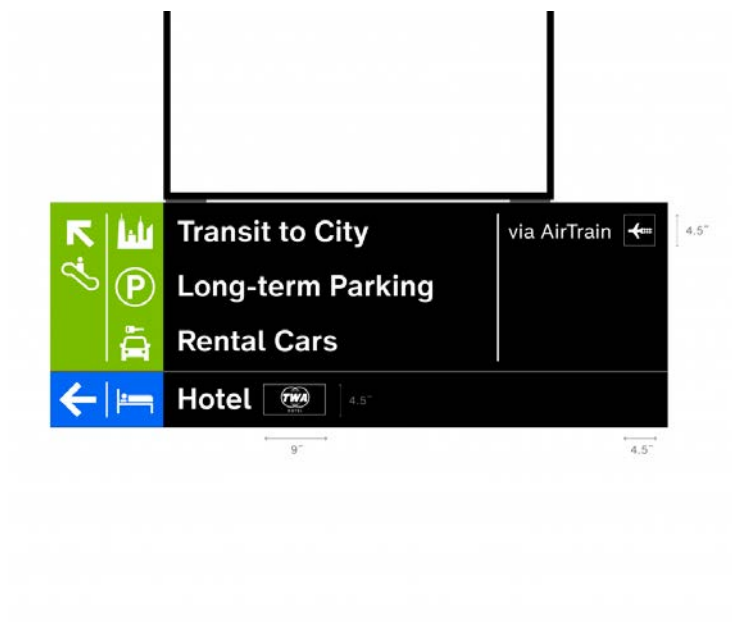 Transit to City via AirTrain 4.5"
P Long-term Parking
Rental Cars
Hotel TWA HOTEL 4.5"
9" 4.5"